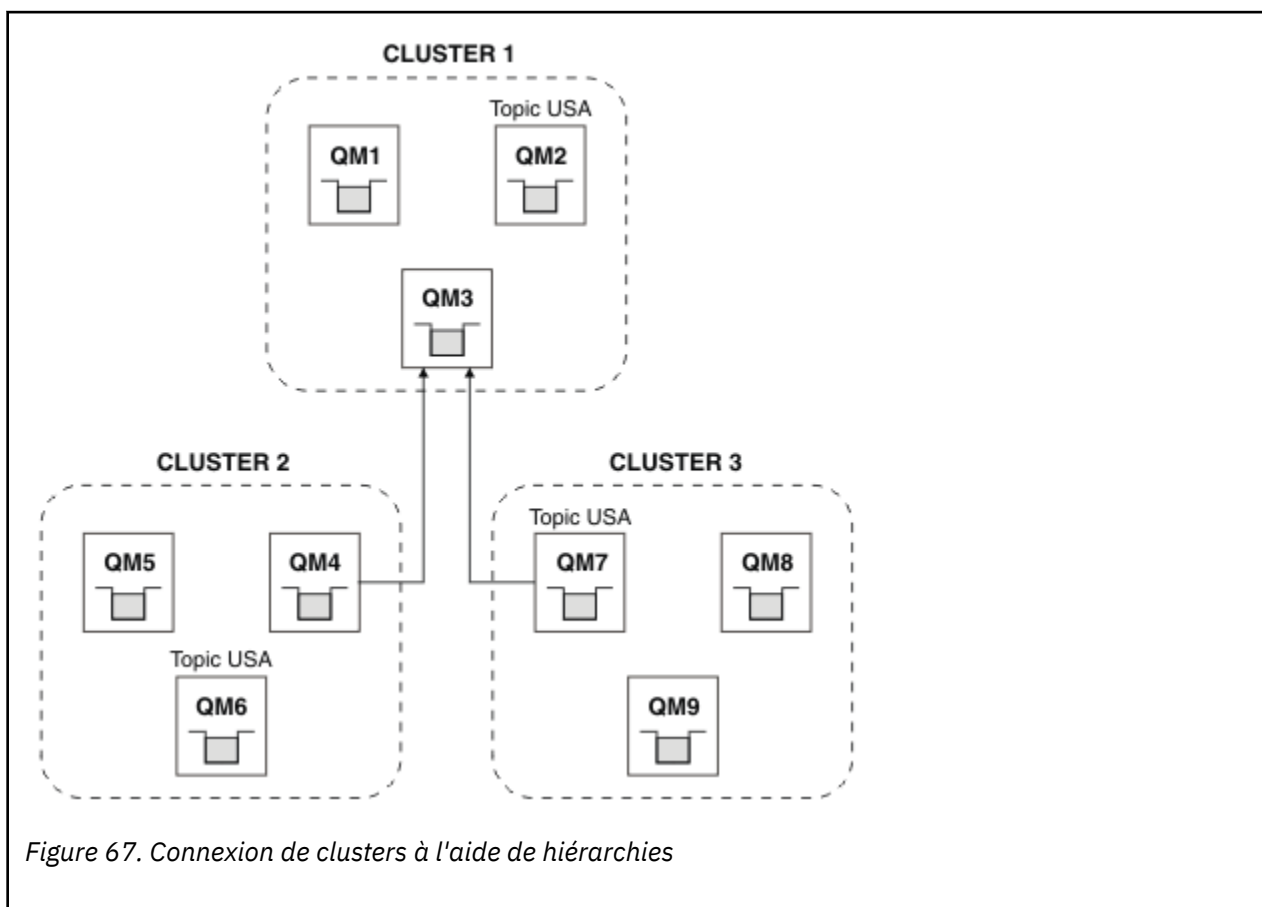 CLUSTER 1
Topic USA
QM1
QM2
QM3
CLUSTER 2
CLUSTER 3
Topic USA
QM5
QM4
QM7
QM8
Topic USA
QM6
QM9
Figure 67. Connexion de clusters à l'aide de hiérarchies